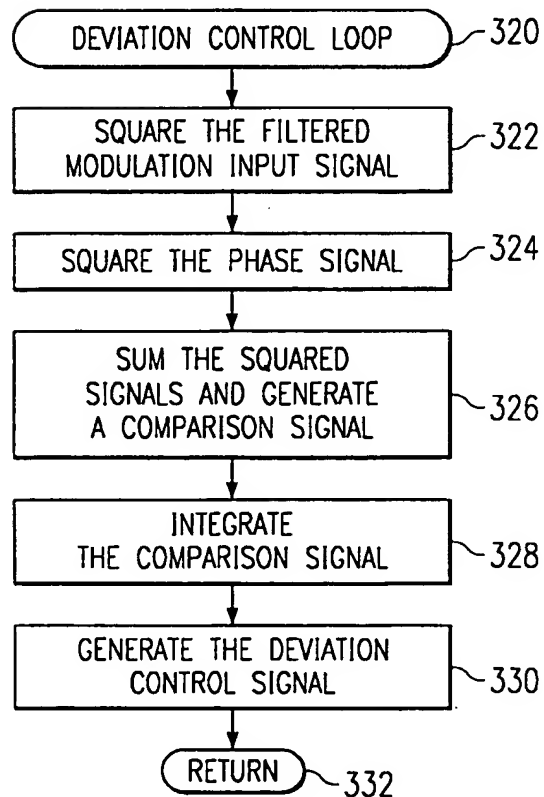 DEVIATION CONTROL LOOP
320
SQUARE THE FILTERED
MODULATION INPUT SIGNAL
322
SQUARE THE PHASE SIGNAL
324
SUM THE SQUARED
SIGNALS AND GENERATE
A COMPARISON SIGNAL
326
INTEGRATE
THE COMPARISON SIGNAL
328
GENERATE THE DEVIATION
CONTROL SIGNAL
330
RETURN
332